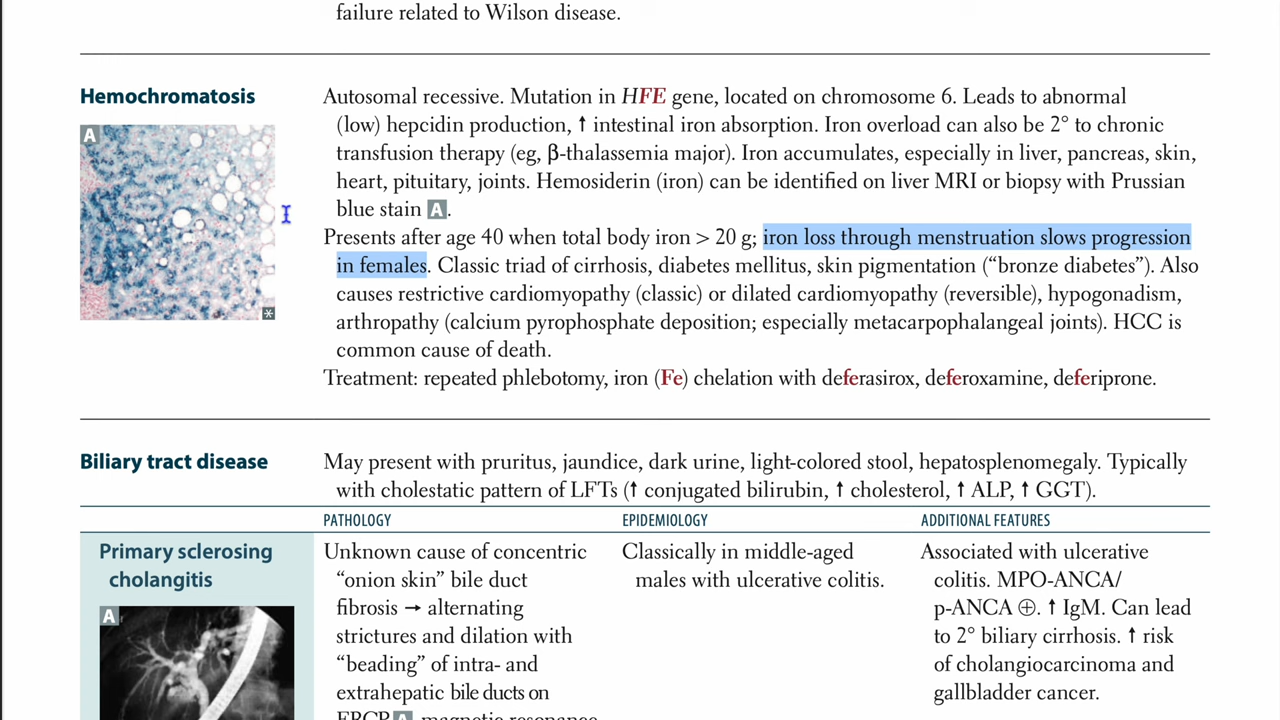 failure related to Wilson disease.
Hemochromatosis
A
*
Autosomal recessive. Mutation in HFE gene, located on chromosome 6. Leads to abnormal
(low) hepcidin production, ↑ intestinal iron absorption. Iron overload can also be 2° to chronic
transfusion therapy (eg, β-thalassemia major). Iron accumulates, especially in liver, pancreas, skin,
heart, pituitary, joints. Hemosiderin (iron) can be identified on liver MRI or biopsy with Prussian
blue stain A.
Presents after age 40 when total body iron > 20 g; iron loss through menstruation slows progression
in females. Classic triad of cirrhosis, diabetes mellitus, skin pigmentation (“bronze diabetes”). Also
causes restrictive cardiomyopathy (classic) or dilated cardiomyopathy (reversible), hypogonadism,
arthropathy (calcium pyrophosphate deposition; especially metacarpophalangeal joints). HCC is
common cause of death.
Treatment: repeated phlebotomy, iron (Fe) chelation with deferasirox, deferoxamine, deferiprone.
Biliary tract disease
May present with pruritus, jaundice, dark urine, light-colored stool, hepatosplenomegaly. Typically
with cholestatic pattern of LFTs (↑ conjugated bilirubin, ↑ cholesterol, ↑ ALP, ↑ GGT).
PATHOLOGY EPIDEMIOLOGY ADDITIONAL FEATURES
Primary sclerosing
cholangitis
A
Unknown cause of concentric
“onion skin” bile duct
fibrosis → alternating
strictures and dilation with
“beading” of intra- and
extrahepatic bile ducts on
ERCP A, magnetic resonance
Classically in middle-aged
males with ulcerative colitis.
Associated with ulcerative
colitis. MPO-ANCA/
p-ANCA ⊕. ↑ IgM. Can lead
to 2° biliary cirrhosis. ↑ risk
of cholangiocarcinoma and
gallbladder cancer.